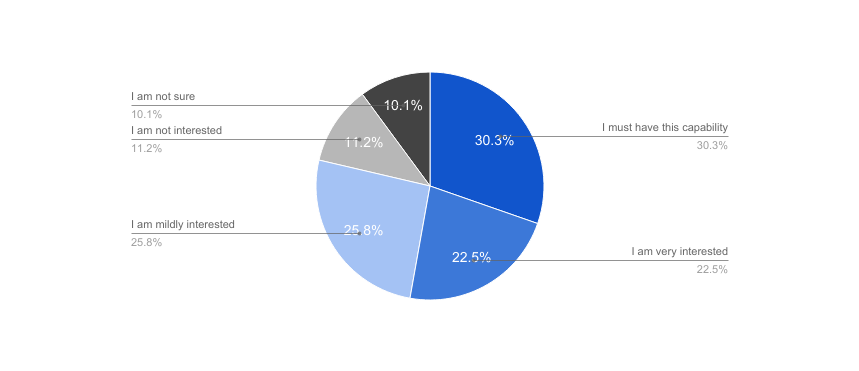 I am not sure
10.1%
I am not interested
11.2%
I am mildly interested
25.8%
10.1%
11.2%
25.8%
30.3%
22.5%
I must have this capability
30.3%
I am very interested
22.5%